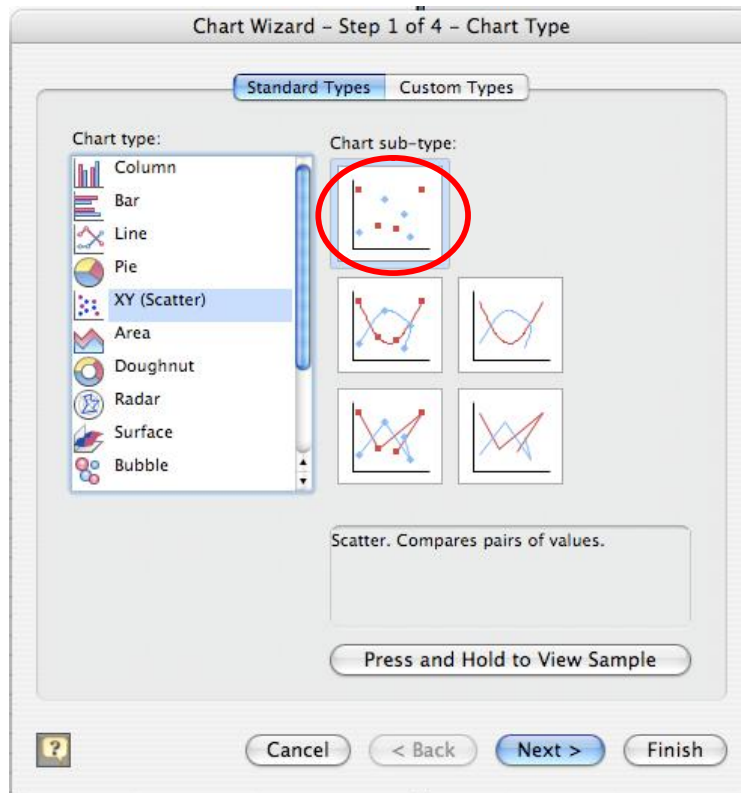 Chart Wizard – Step 1 of 4 – Chart Type
Standard Types
Custom Types
Chart type:
Column
Bar
Line
Pie
XY (Scatter)
Area
Doughnut
Radar
Surface
Bubble
Chart sub-type:
Scatter. Compares pairs of values.
Press and Hold to View Sample
?
Cancel
< Back
Next >
Finish